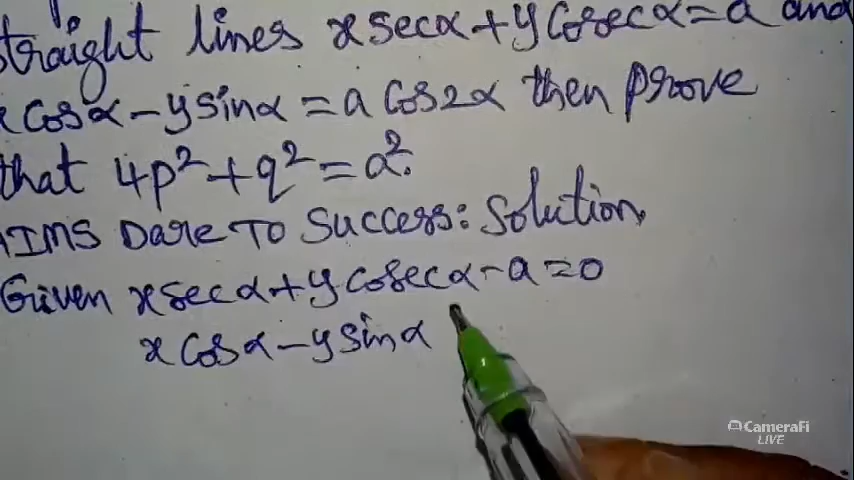 straight lines x secα + y cosecα = a and
x cosα - y sinα = a cos2α then prove
that 4p² + q² = a².
AIMS DARE TO Success: Solution.
Given x secα + y cosecα - a = 0
x cosα - y sinα
CameraFi
LIVE